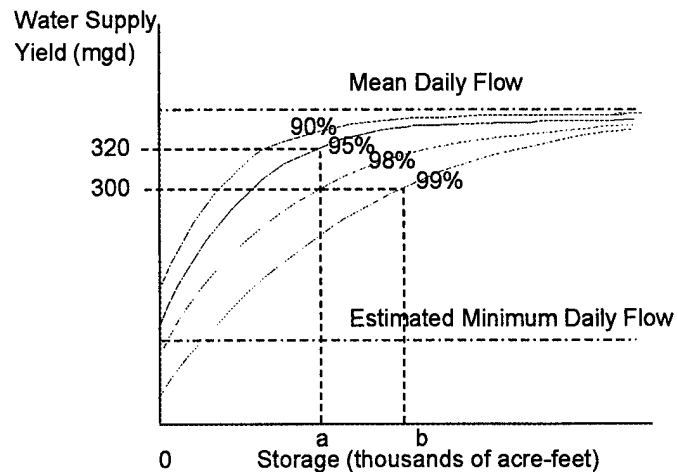 Water Supply
Yield (mgd)
Mean Daily Flow
90%
320
95%
98%
300
99%
Estimated Minimum Daily Flow
a
b
0
Storage (thousands of acre-feet)